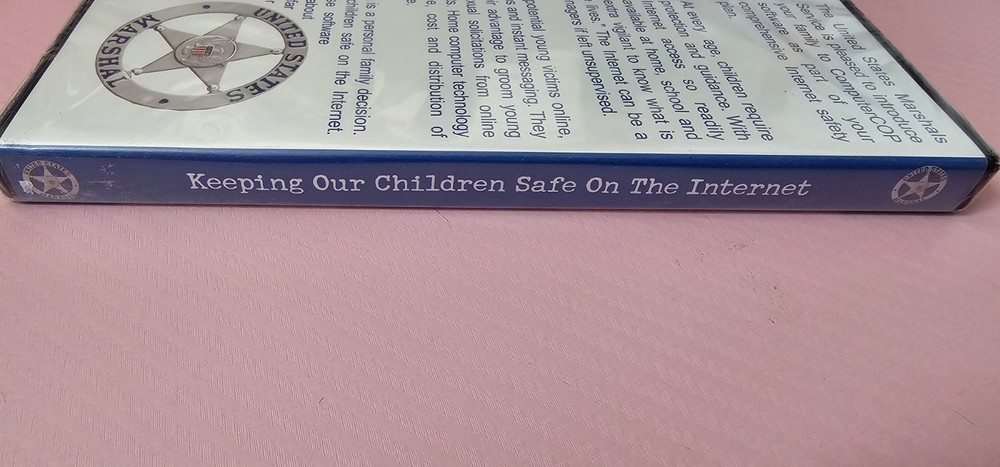 The United States Marshals
Service is pleased to introduce
your family to ComputerCOP
software as part of your
comprehensive Internet safety
plan.
At every age, children require
protection and guidance. With
Internet access so readily
available at home, school and
extra vigilant to know what is
lives. "The Internet can be a
nagers if left unsupervised.
potential young victims online,
s and instant messaging. They
ir advantage to groom young
xual solicitations from online
s. Home computer technology
e, cost and distribution of
is a personal family decision.
children safe on the Internet,
se software
about
UNITED STATES
MARSHAL
Keeping Our Children Safe On The Internet